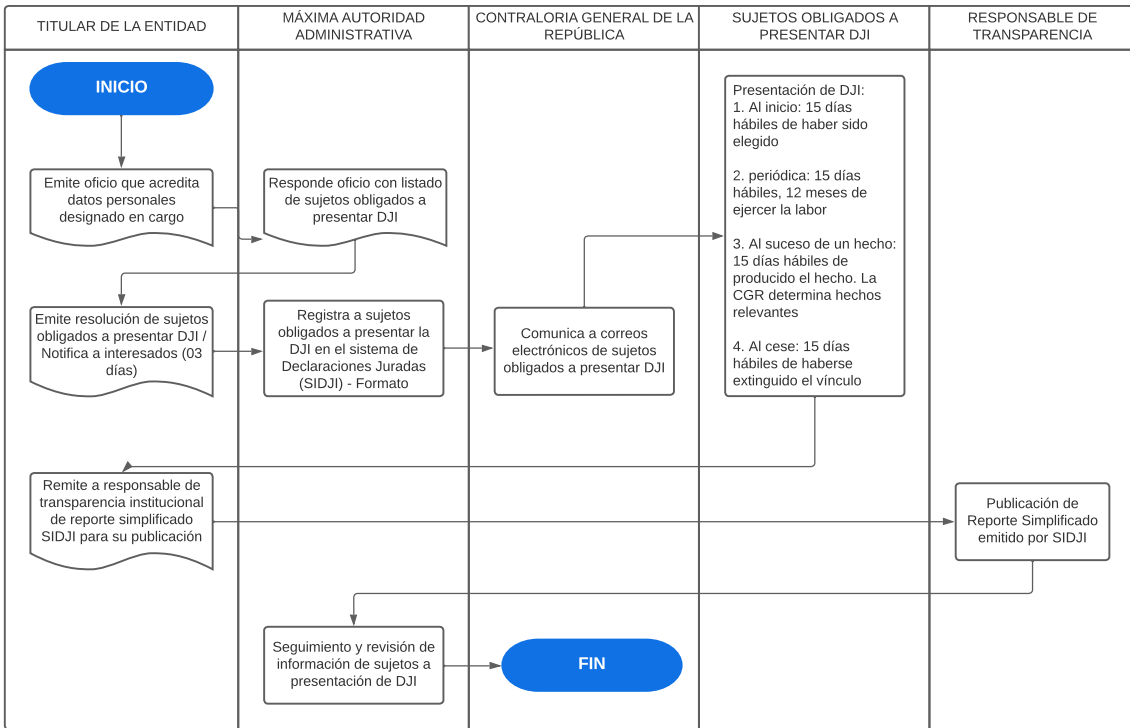 TITULAR DE LA ENTIDAD
MÁXIMA AUTORIDAD
ADMINISTRATIVA
CONTRALORIA GENERAL DE LA
REPÚBLICA
SUJETOS OBLIGADOS A
PRESENTAR DJI
RESPONSABLE DE
TRANSPARENCIA
INICIO
Emite oficio que acredita
datos personales
designado en cargo
Responde oficio con listado
de sujetos obligados a
presentar DJI
Emite resolución de sujetos
obligados a presentar DJI /
Notifica a interesados (03
días)
Registra a sujetos
obligados a presentar la
DJI en el sistema de
Declaraciones Juradas
(SIDJI) - Formato
Comunica a correos
electrónicos de sujetos
obligados a presentar DJI
Presentación de DJI:
1. Al inicio: 15 días
hábiles de haber sido
elegido
2. periódica: 15 días
hábiles, 12 meses de
ejercer la labor
3. Al suceso de un hecho:
15 días hábiles de
producido el hecho. La
CGR determina hechos
relevantes
4. Al cese: 15 días
hábiles de haberse
extinguido el vínculo
Remite a responsable de
transparencia institucional
de reporte simplificado
SIDJI para su publicación
Publicación de
Reporte Simplificado
emitido por SIDJI
Seguimiento y revisión de
información de sujetos a
presentación de DJI
FIN